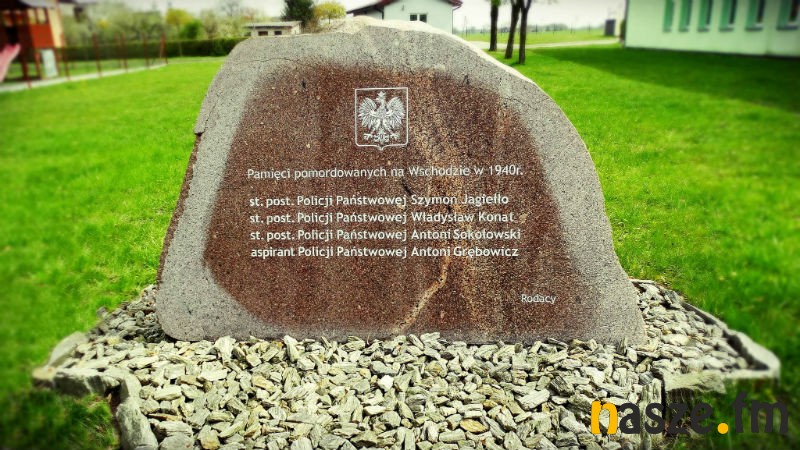 Pamięci pomordowanych na Wschodzie w 1940r.
st. post. Policji Państwowej Szymon Jagiełło
st. post. Policji Państwowej Władysław Konat
st. post. Policji Państwowej Antoni Sokołowski
aspirant Policji Państwowej Antoni Grębowicz
Rodacy
nasze.fm